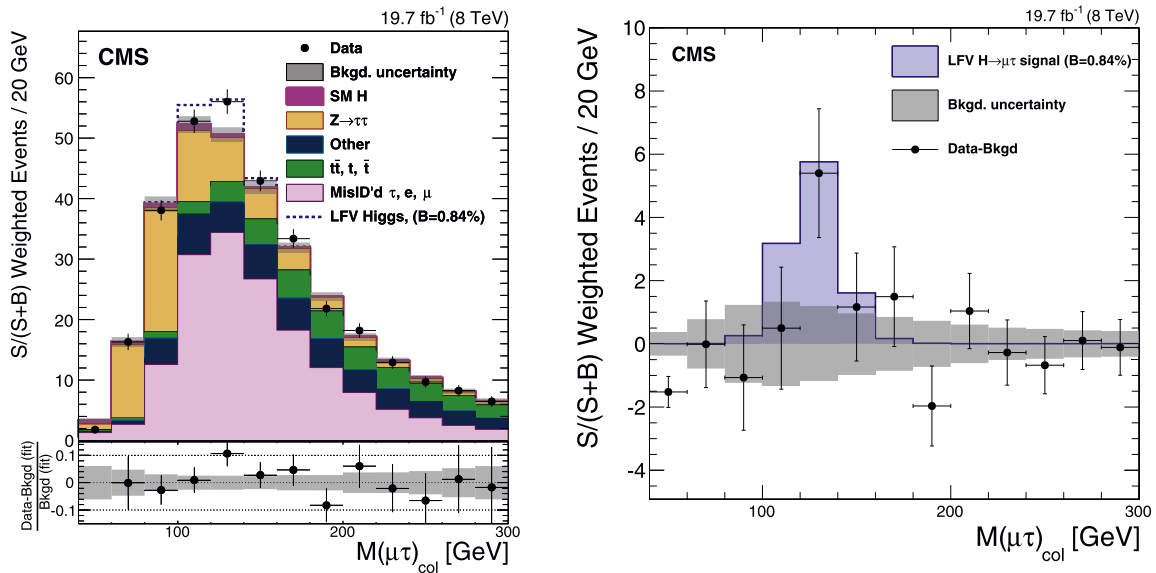 19.7 fb⁻¹ (8 TeV)
CMS
Data
Bkgd. uncertainty
SM H
Z→ττ
Other
tt̄, t, t̄
MisID'd τ, e, μ
LFV Higgs, (B=0.84%)
S/(S+B) Weighted Events / 20 GeV
60
50
40
30
20
10
0
Data-Bkgd (fit)
Bkgd (fit)
0.1
0
-0.1
100
200
300
M(μτ)col [GeV]
19.7 fb⁻¹ (8 TeV)
CMS
LFV H→μτ signal (B=0.84%)
Bkgd. uncertainty
Data-Bkgd
S/(S+B) Weighted Events / 20 GeV
10
8
6
4
2
0
-2
-4
100
200
300
M(μτ)col [GeV]